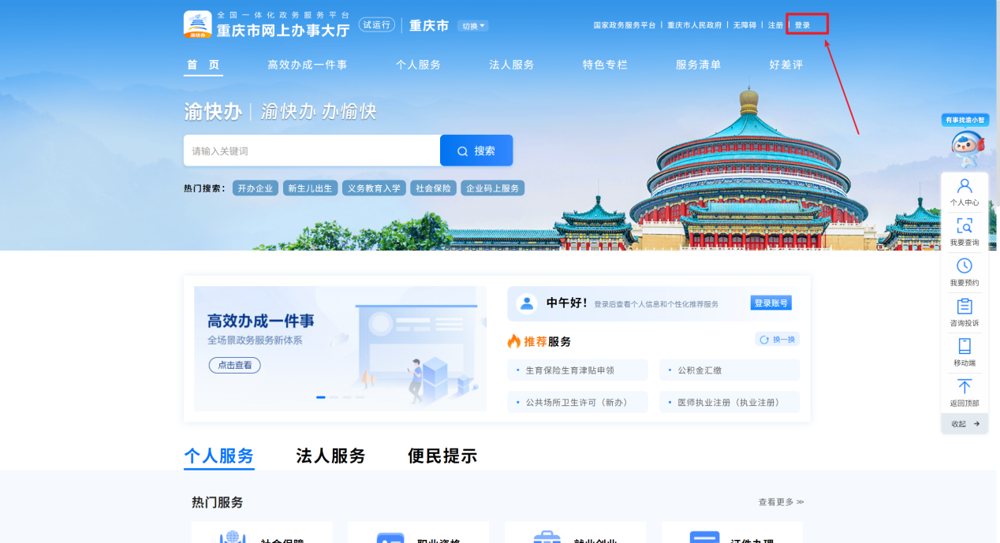 全国一体化政务服务平台
重庆市网上办事大厅
试运行
重庆市
切换
国家政务服务平台 | 重庆市人民政府 | 无障碍 | 注册 | 登录
首 页 高效办成一件事 个人服务 法人服务 特色专栏 服务清单 好差评
渝快办 | 渝快办 办愉快
请输入关键词
搜索
热门搜索: 开办企业 新生儿出生 义务教育入学 社会保险 企业码上服务
有事找渝小智
渝快办
个人中心
我要查询
我要预约
咨询投诉
移动端
返回顶部
收起
高效办成一件事
全场景政务服务新体系
点击查看
中午好! 登录后查看个人信息和个性化推荐服务
登录账号
推荐服务
换一换
生育保险生育津贴申领
公积金汇缴
公共场所卫生许可（新办）
医师执业注册（执业注册）
个人服务 法人服务 便民提示
热门服务
查看更多 >>
社会保障 职业资格 就业创业 证件办理